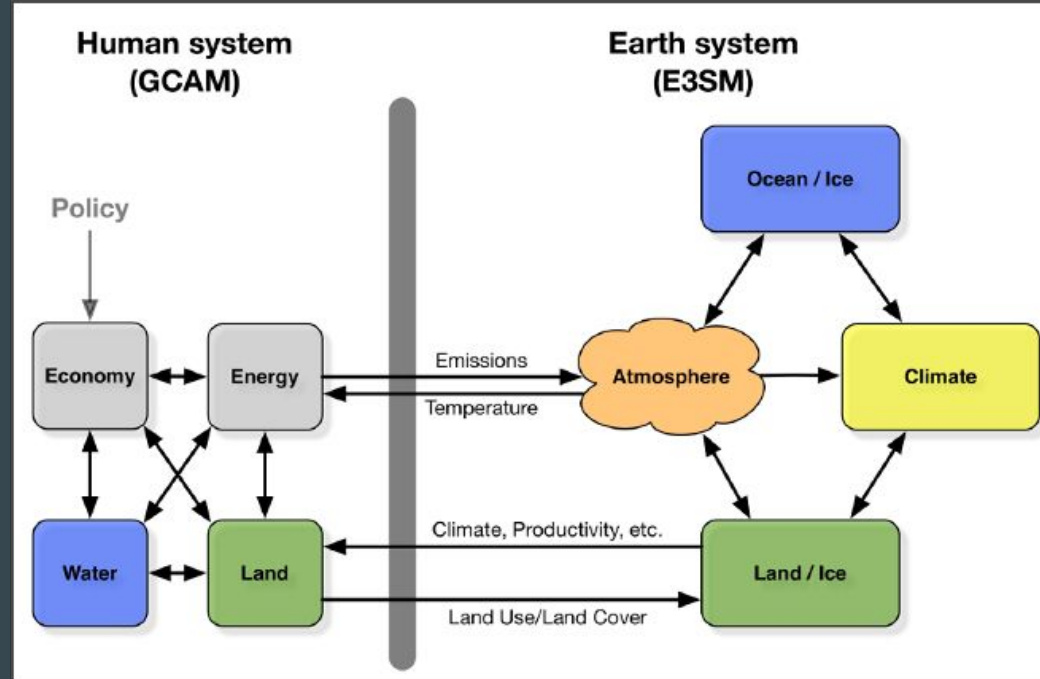 Human system
(GCAM)
Earth system
(E3SM)
Ocean / Ice
Policy
Economy
Energy
Emissions
Temperature
Atmosphere
Climate
Climate, Productivity, etc.
Water
Land
Land / Ice
Land Use/Land Cover